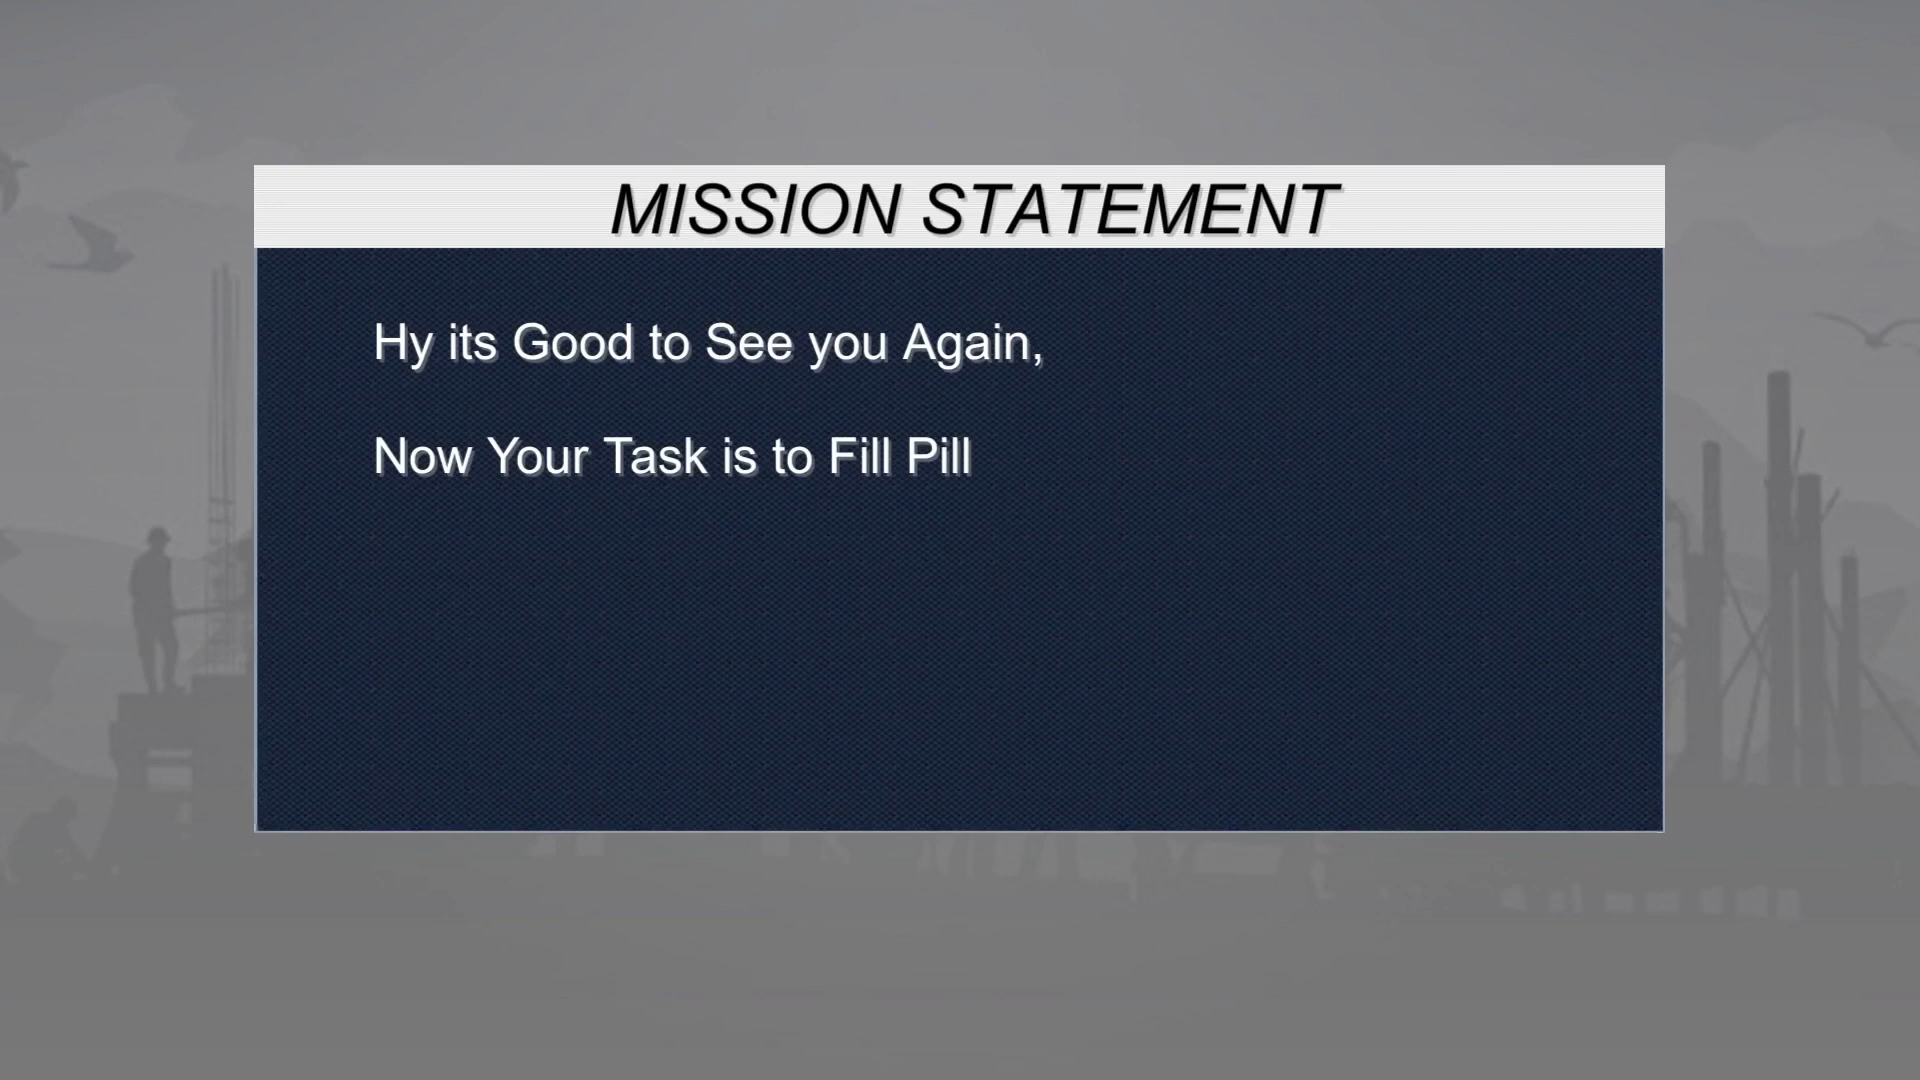 MISSION STATEMENT
Hy its Good to See you Again,
Now Your Task is to Fill Pill